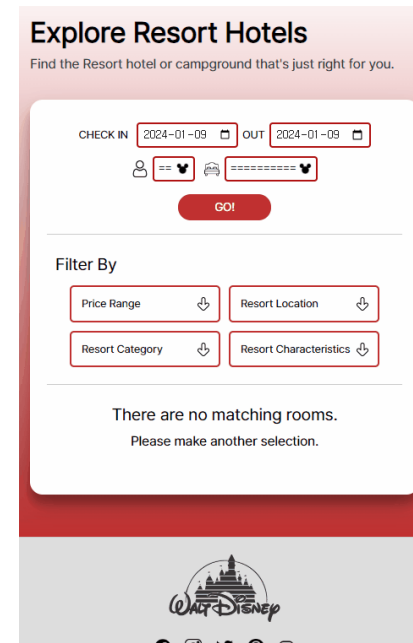 Explore Resort Hotels
Find the Resort hotel or campground that's just right for you.
CHECK IN 2024-01-09 OUT 2024-01-09
== ==========
GO!
Filter By
Price Range Resort Location
Resort Category Resort Characteristics
There are no matching rooms.
Please make another selection.
WALT DISNEY